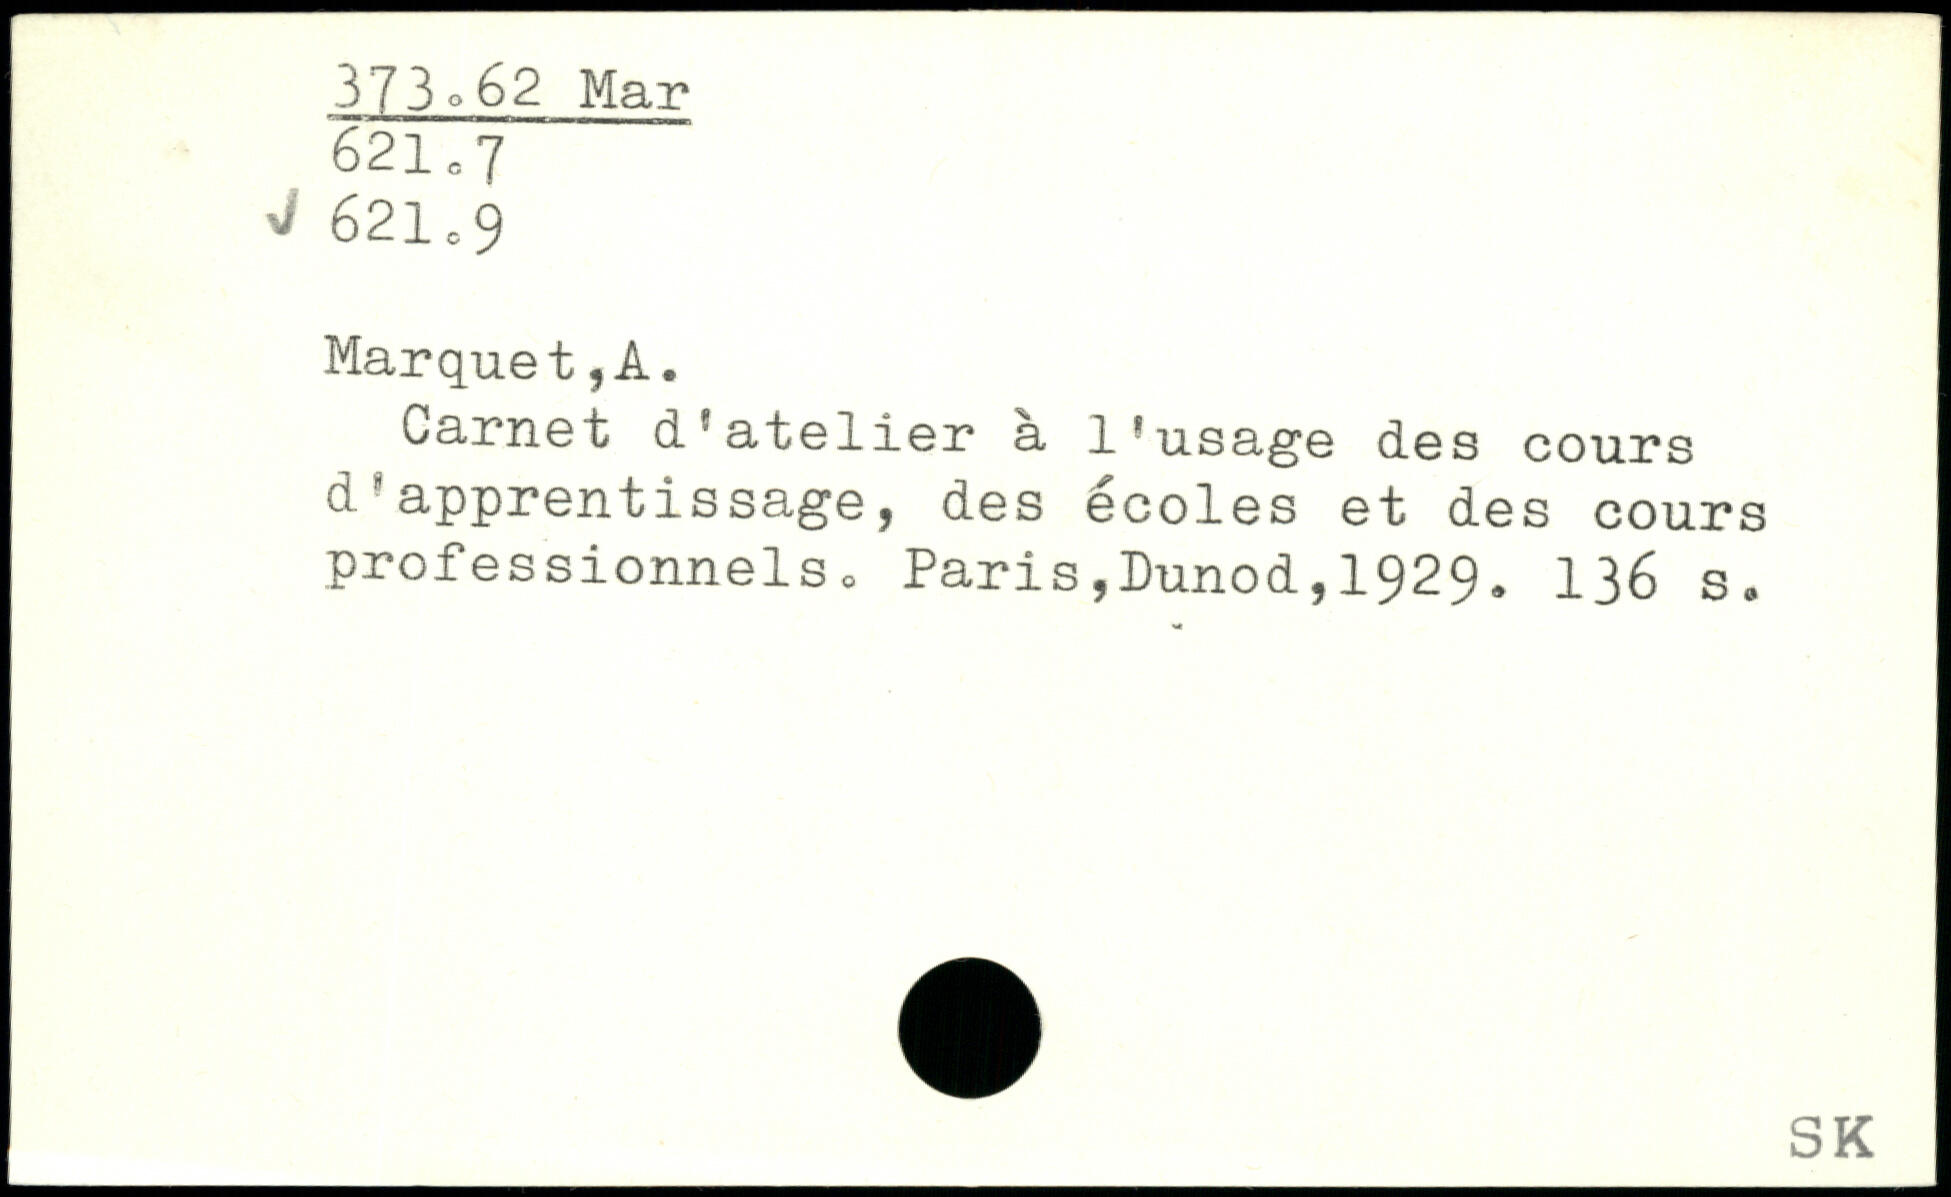 373.62 Mar
621.7
✓ 621.9
Marquet,A.
Carnet d'atelier à l'usage des cours
d'apprentissage, des écoles et des cours
professionnels. Paris,Dunod,1929. 136 s.
SK